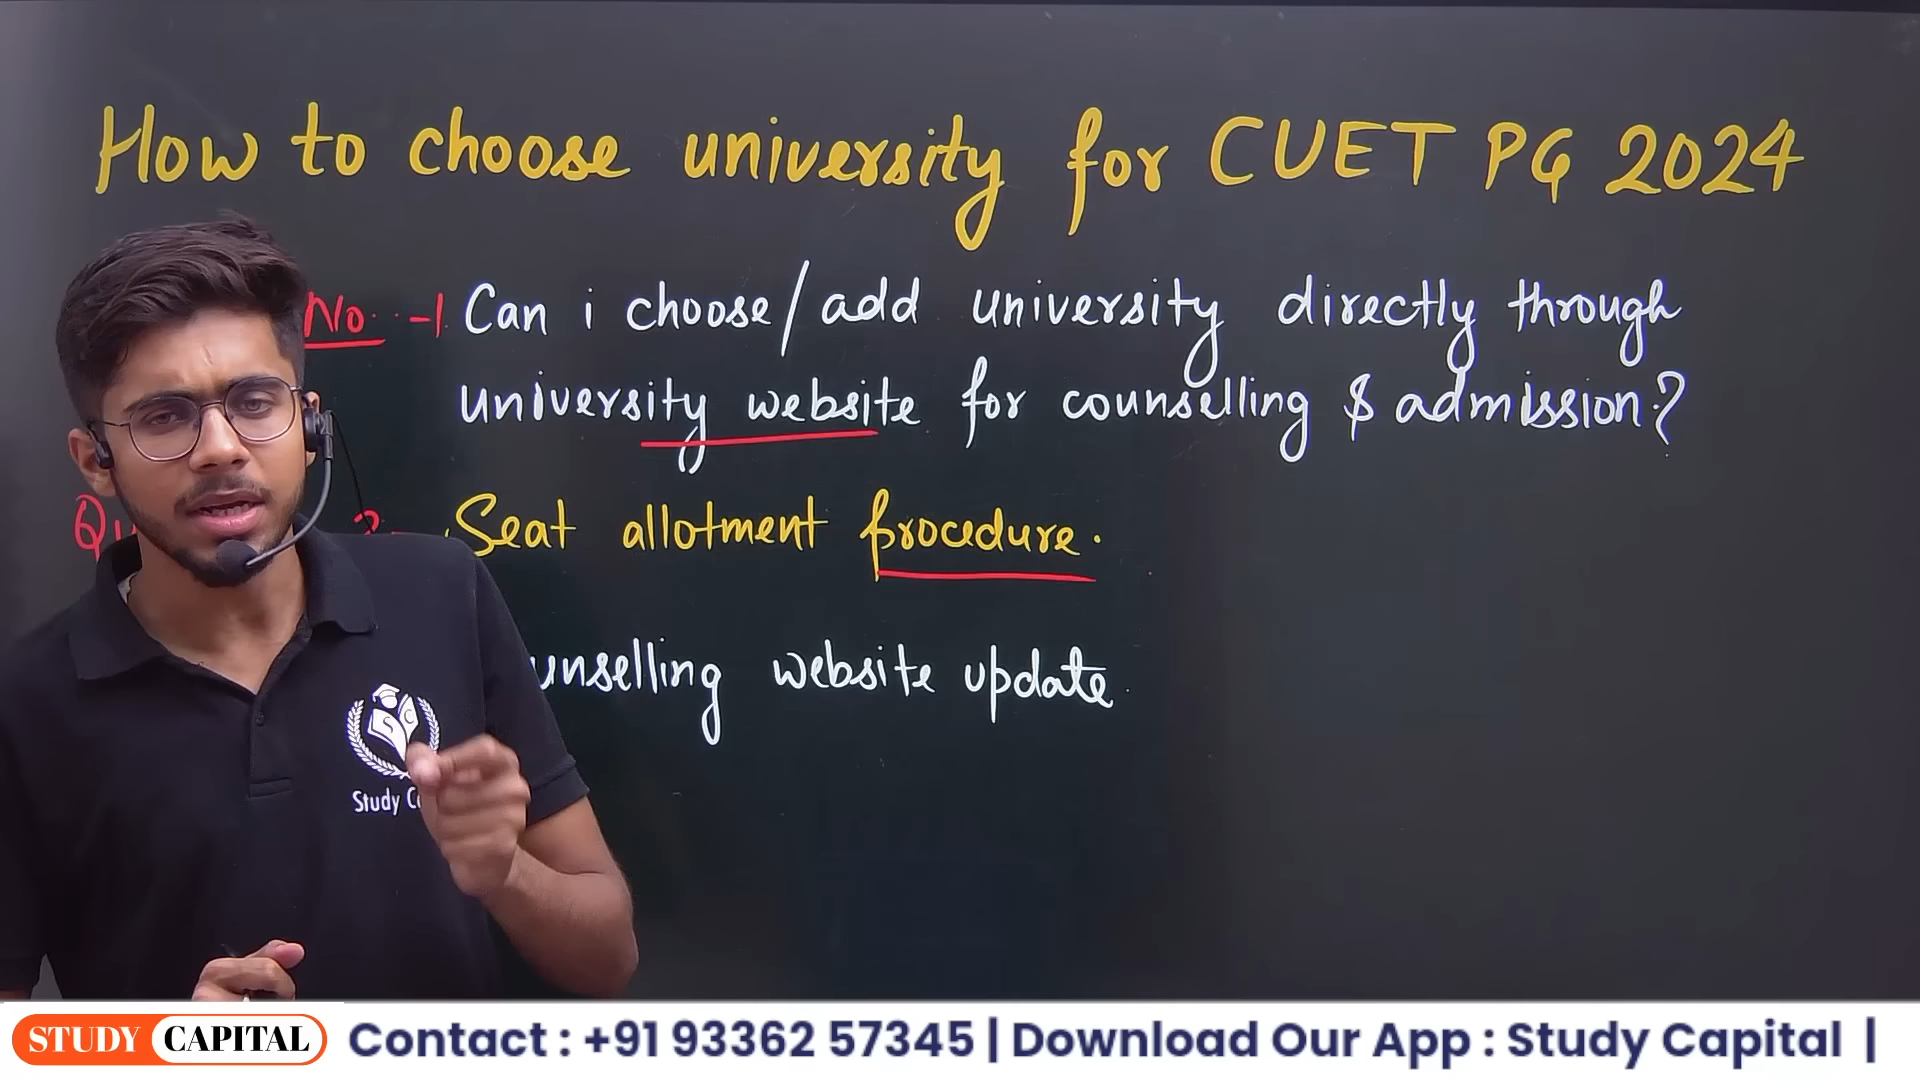 How to choose university for CUET PG 2024
No. -1 Can i choose/add university directly through
university website for counselling & admission?
Seat allotment procedure.
website update.
Study
STUDY CAPITAL Contact : +91 93362 57345 | Download Our App : Study Capital |